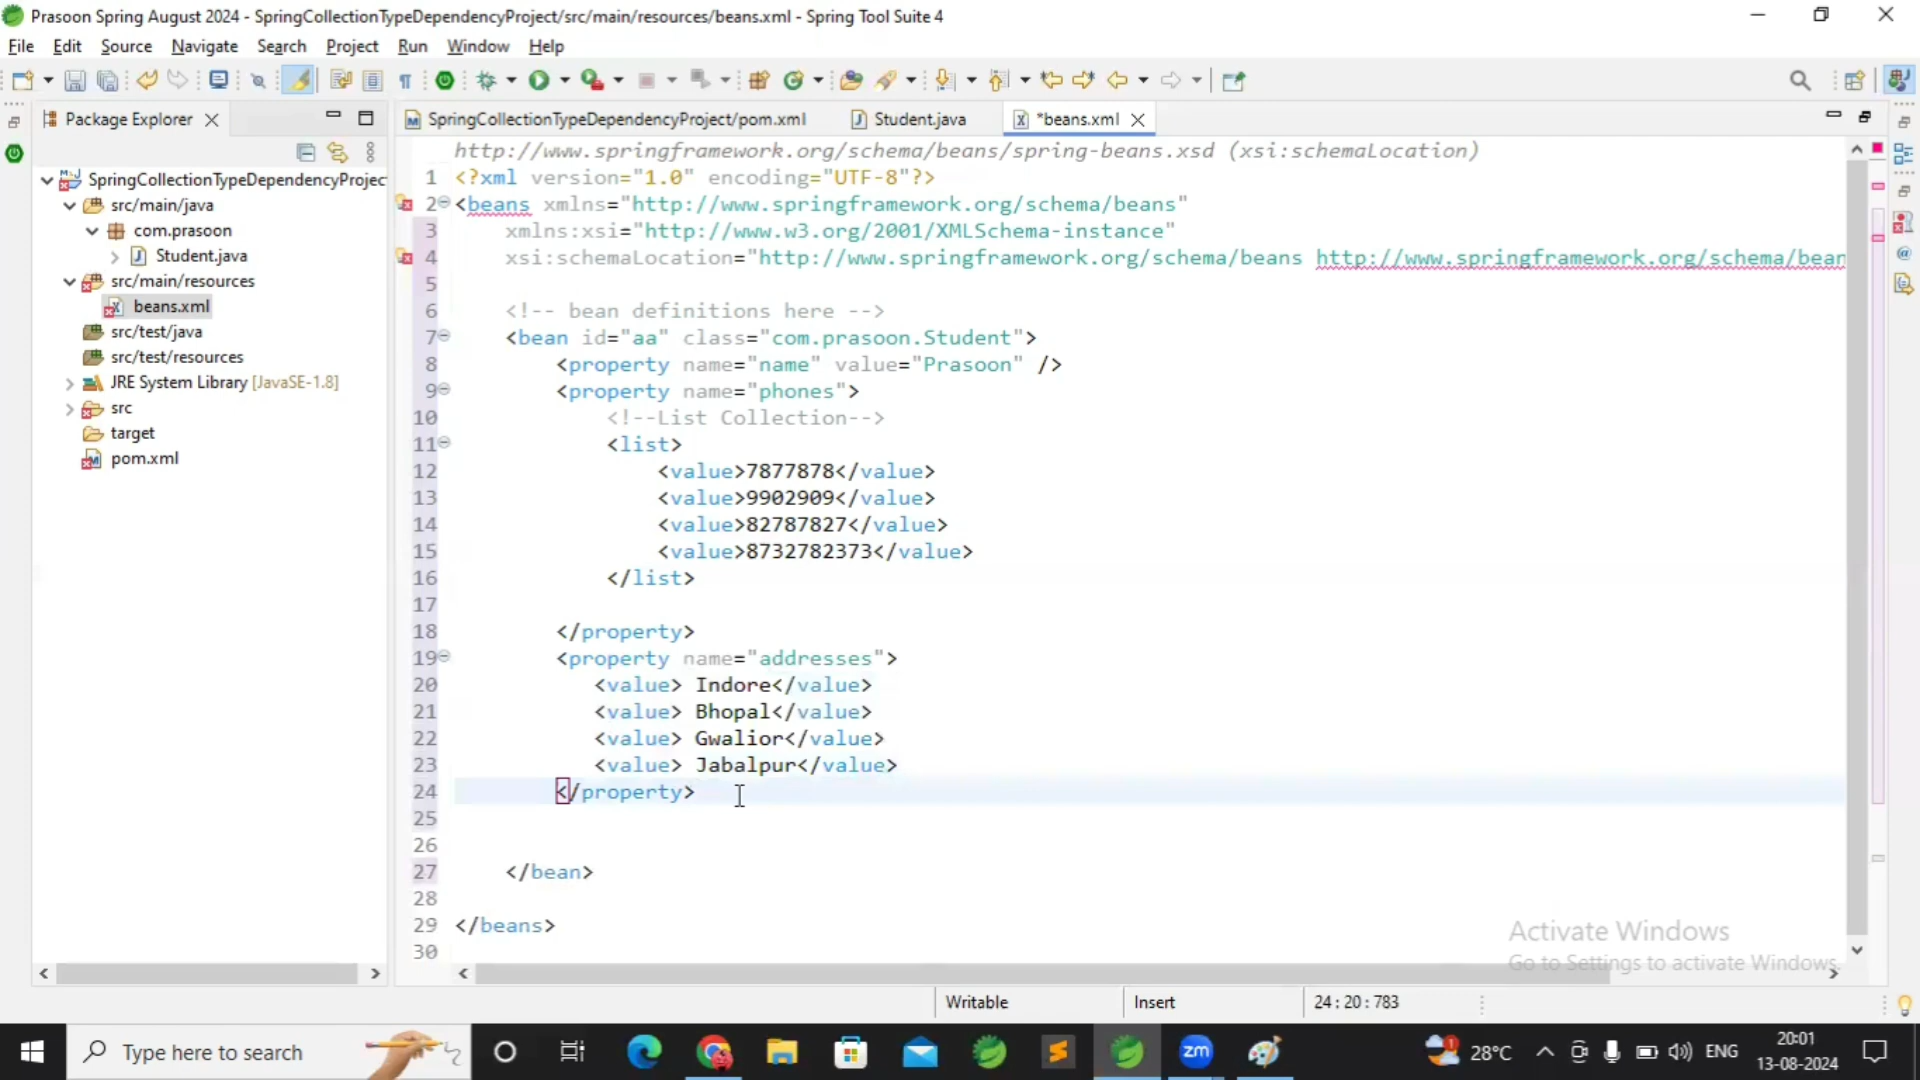 Prasoon Spring August 2024 - SpringCollectionTypeDependencyProject/src/main/resources/beans.xml - Spring Tool Suite 4
File Edit Source Navigate Search Project Run Window Help
Package Explorer
SpringCollectionTypeDependencyProjec
src/main/java
com.prasoon
Student.java
src/main/resources
beans.xml
src/test/java
src/test/resources
JRE System Library [JavaSE-1.8]
src
target
pom.xml
SpringCollectionTypeDependencyProject/pom.xml Student.java *beans.xml
http://www.springframework.org/schema/beans/spring-beans.xsd (xsi:schemaLocation)
1 <?xml version="1.0" encoding="UTF-8"?>
2 <beans xmlns="http://www.springframework.org/schema/beans"
3 xmlns:xsi="http://www.w3.org/2001/XMLSchema-instance"
4 xsi:schemaLocation="http://www.springframework.org/schema/beans http://www.springframework.org/schema/bean
5
6 <!-- bean definitions here -->
7 <bean id="aa" class="com.prasoon.Student">
8 <property name="name" value="Prasoon" />
9 <property name="phones">
10 <!--List Collection-->
11 <list>
12 <value>7877878</value>
13 <value>9902909</value>
14 <value>82787827</value>
15 <value>8732782373</value>
16 </list>
17
18 </property>
19 <property name="addresses">
20 <value> Indore</value>
21 <value> Bhopal</value>
22 <value> Gwalior</value>
23 <value> Jabalpur</value>
24 </property>
25
26
27 </bean>
28
29 </beans>
30
Activate Windows
Go to Settings to activate Windows.
Writable Insert 24 : 20 : 783
Type here to search
zm
28°C
ENG
20:01
13-08-2024